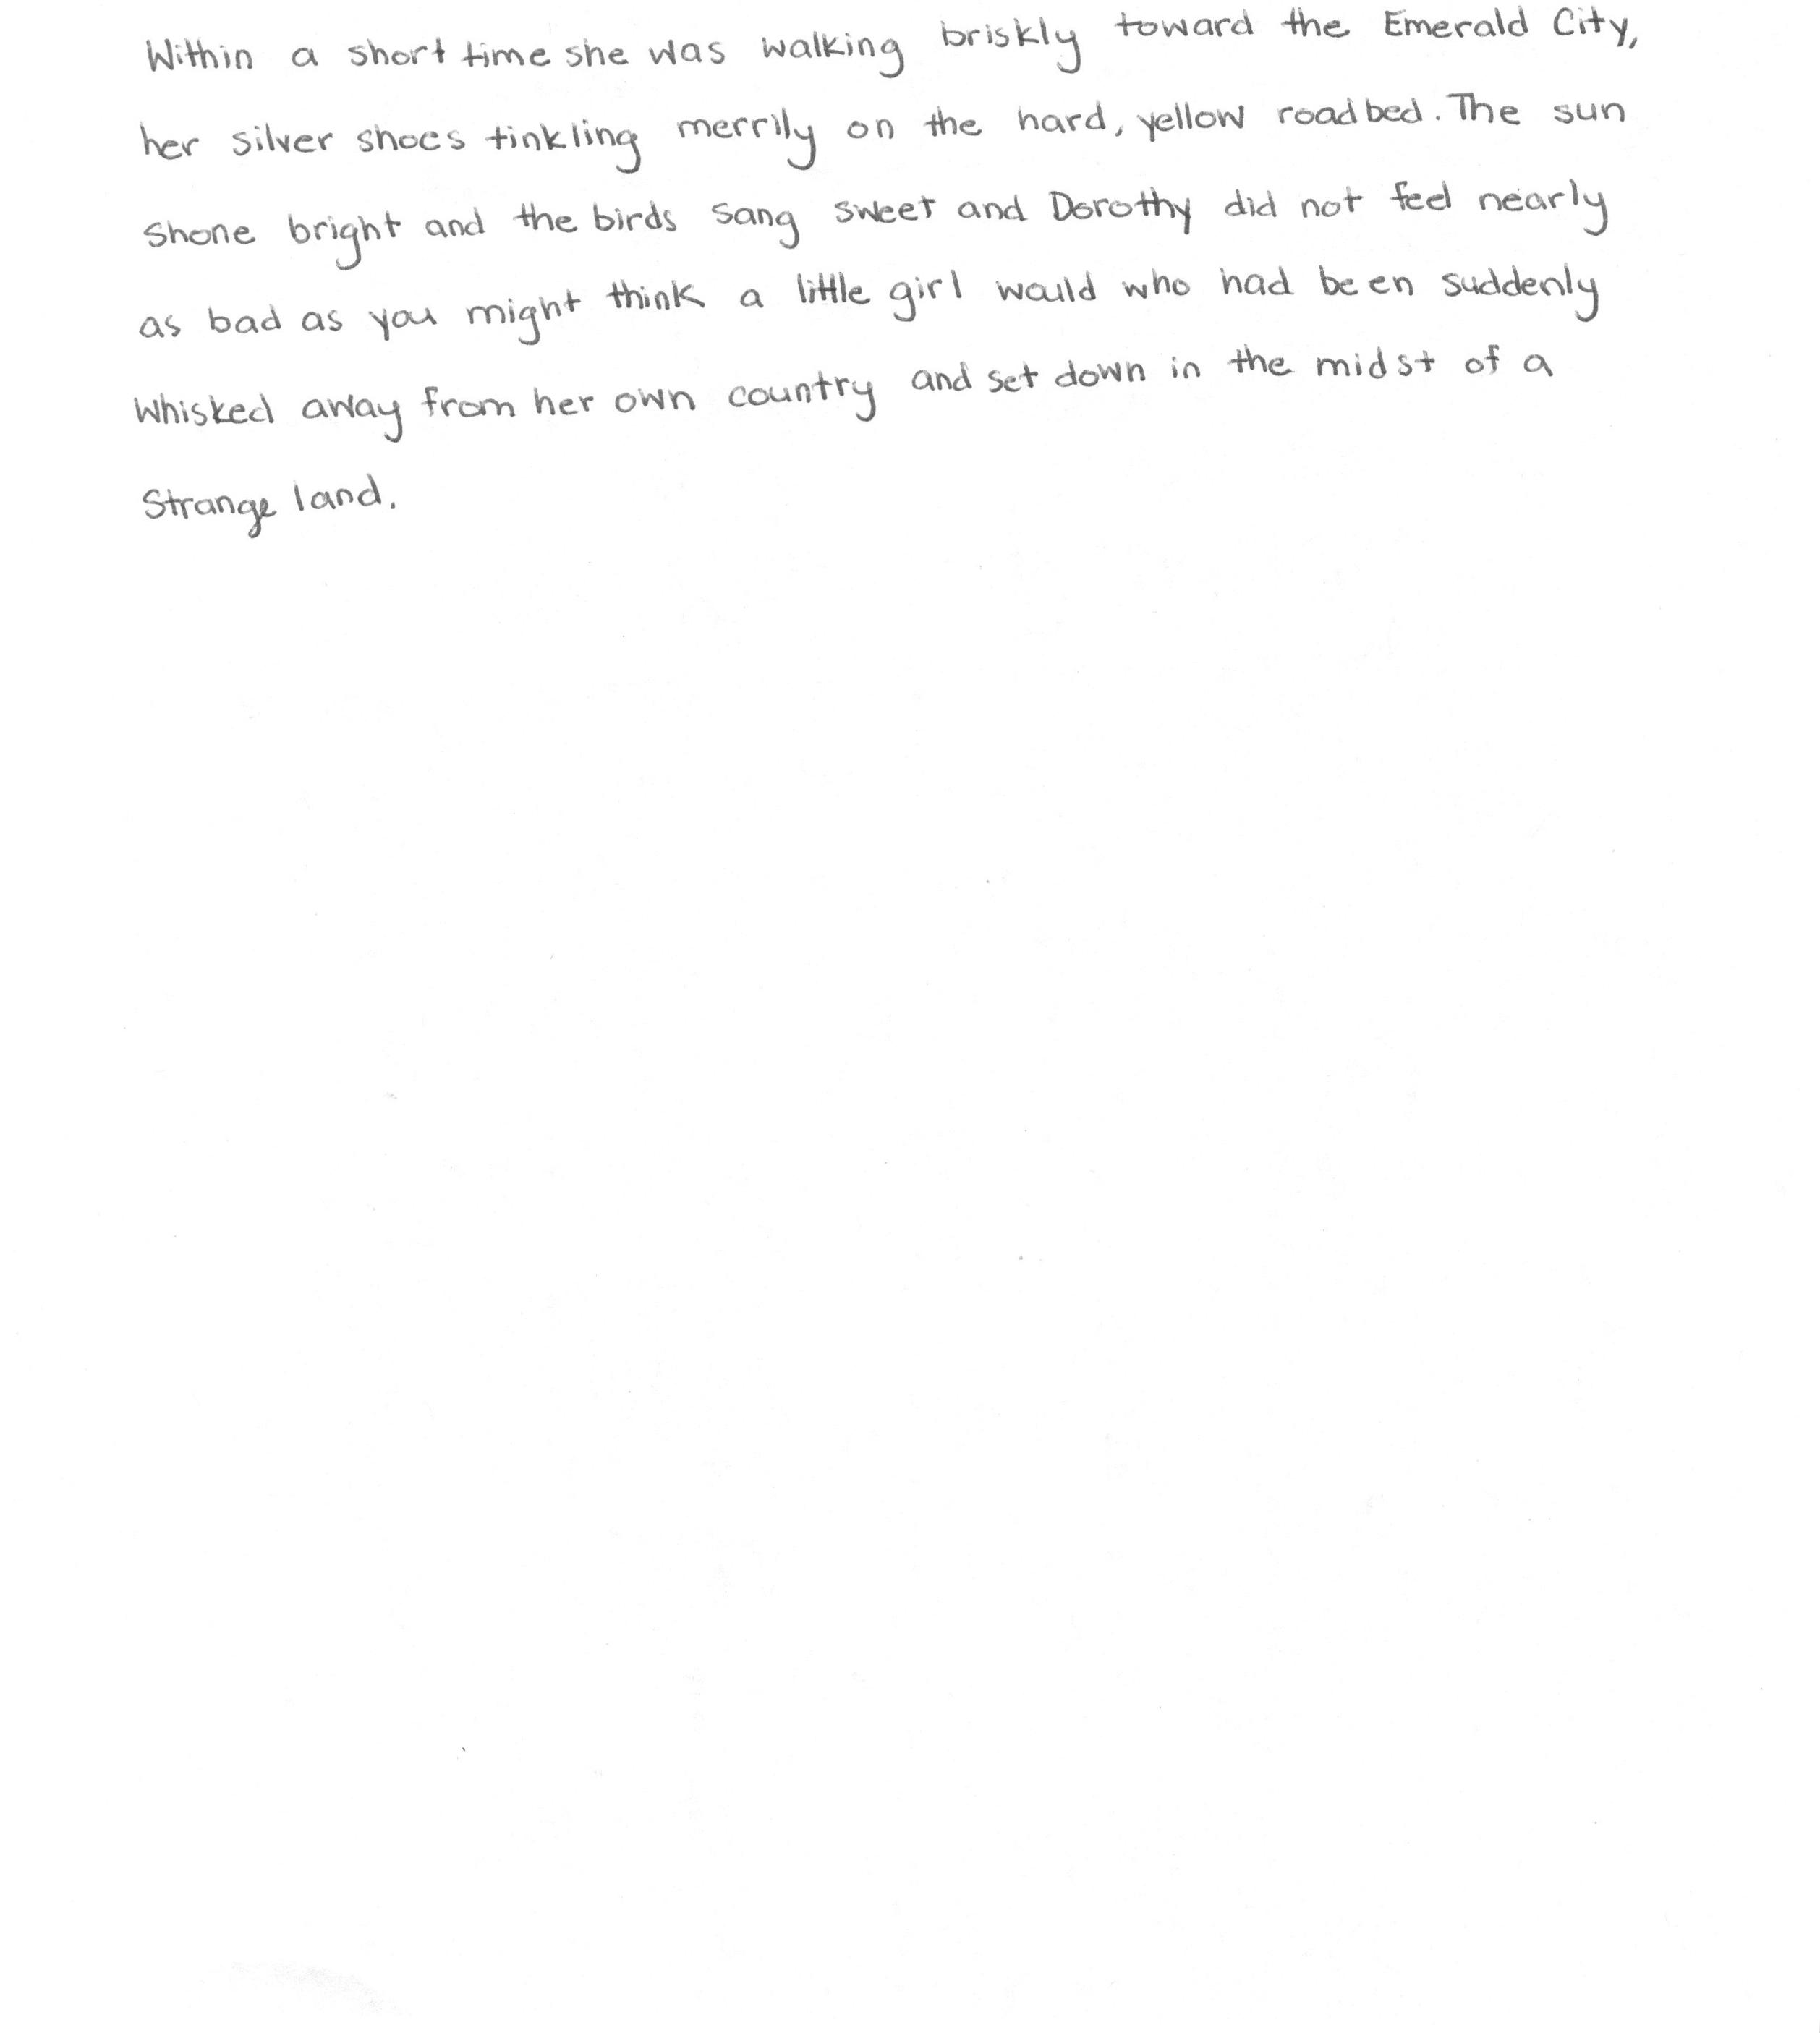 Within a short time she was walking briskly toward the Emerald City,
her silver shoes tinkling merrily on the hard, yellow roadbed. The sun
shone bright and the birds sang sweet and Dorothy did not feel nearly
as bad as you might think a little girl would who had been suddenly
whisked away from her own country and set down in the midst of a
strange land.